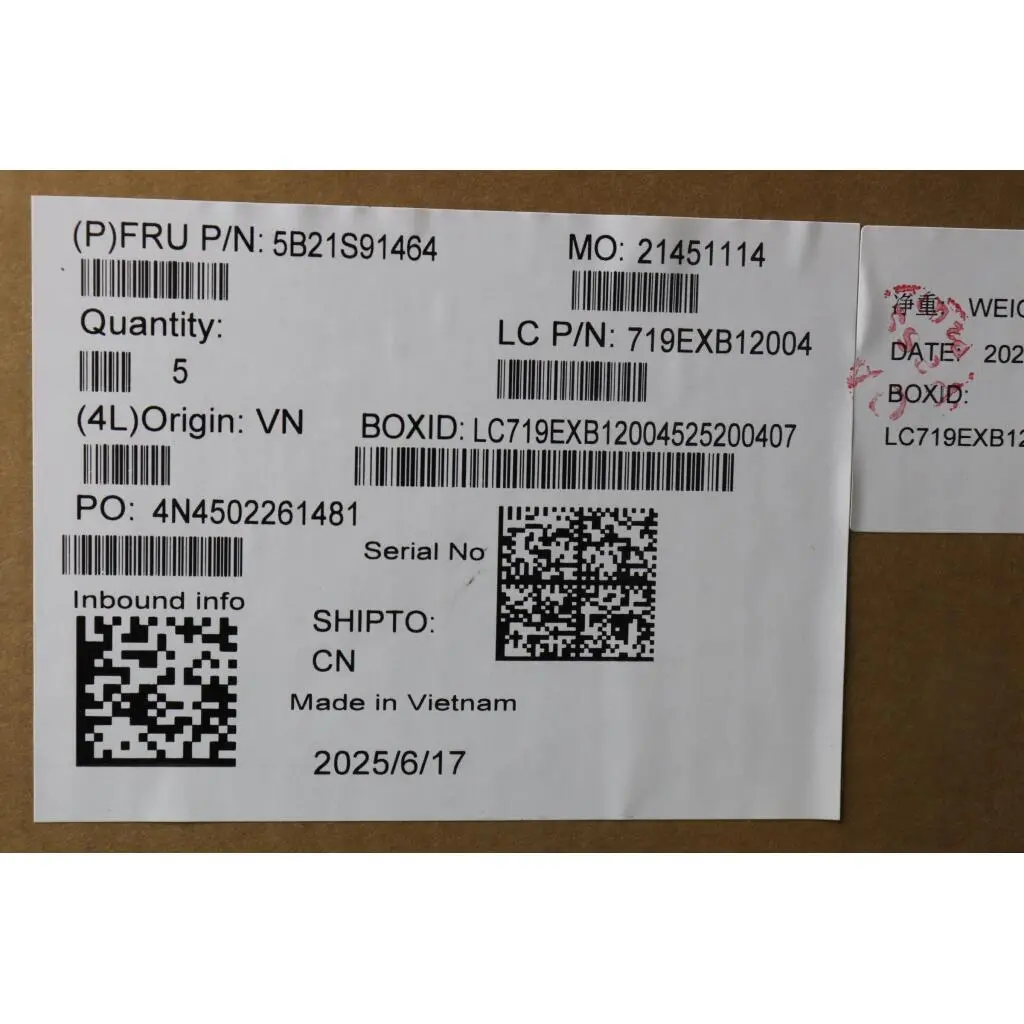 (P)FRU P/N: 5B21S91464
MO: 21451114
Quantity:
5
LC P/N: 719EXB12004
(4L)Origin: VN
BOXID: LC719EXB12004525200407
PO: 4N4502261481
Serial No
Inbound info
SHIPTO:
CN
Made in Vietnam
2025/6/17
净重:
DATE: 202
BOXID:
LC719EXB12